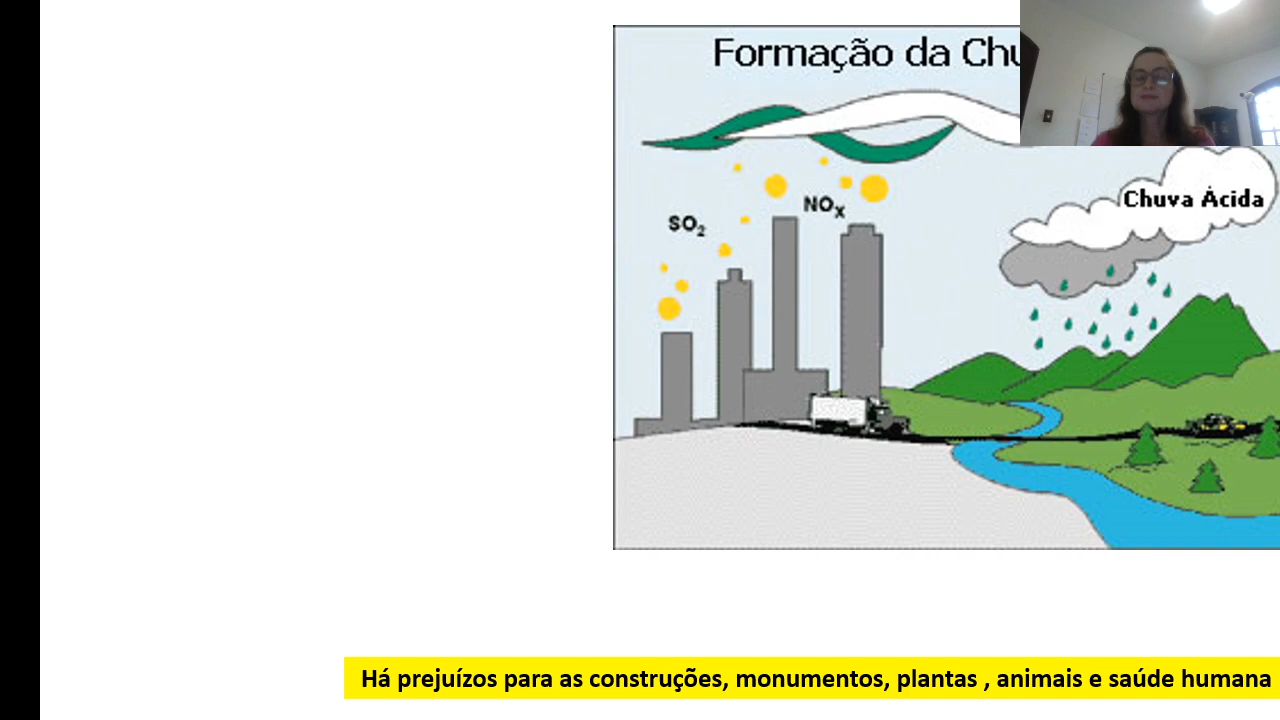 Formação da Chu
SO2
NOX
Chuva Ácida
Há prejuízos para as construções, monumentos, plantas , animais e saúde humana